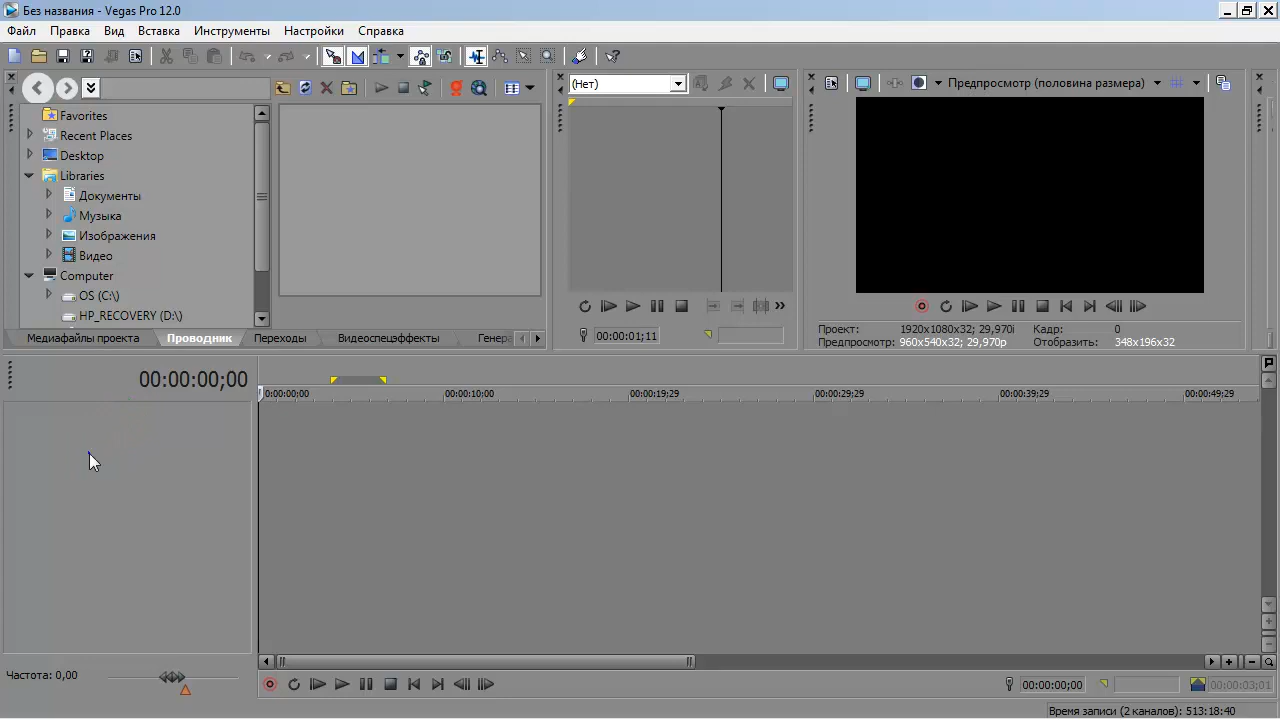 Без названия - Vegas Pro 12.0
Файл Правка Вид Вставка Инструменты Настройки Справка
(Нет)
Предпросмотр (половина размера)
Favorites
Recent Places
Desktop
Libraries
Документы
Музыка
Изображения
Видео
Computer
OS (C:\)
HP_RECOVERY (D:\)
00:00:01;11
Проект: 1920x1080x32; 29,970i Кадр: 0
Предпросмотр: 960x540x32; 29,970p Отобразить: 348x196x32
Медиафайлы проекта Проводник Переходы Видеоспецэффекты Генер
00:00:00;00
0:00:00;00 00:00:10;00 00:00:19;29 00:00:29;29 00:00:39;29 00:00:49;29
Частота: 0,00
00:00:00;00 00:00:03;01
Время записи (2 каналов): 513:18:40